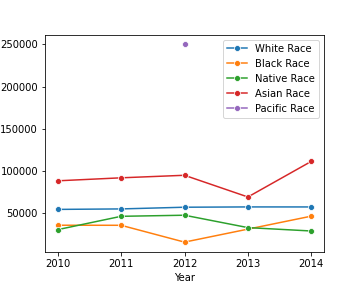 250000
200000
150000
100000
50000
White Race
Black Race
Native Race
Asian Race
Pacific Race
2010 2011 2012 2013 2014
Year